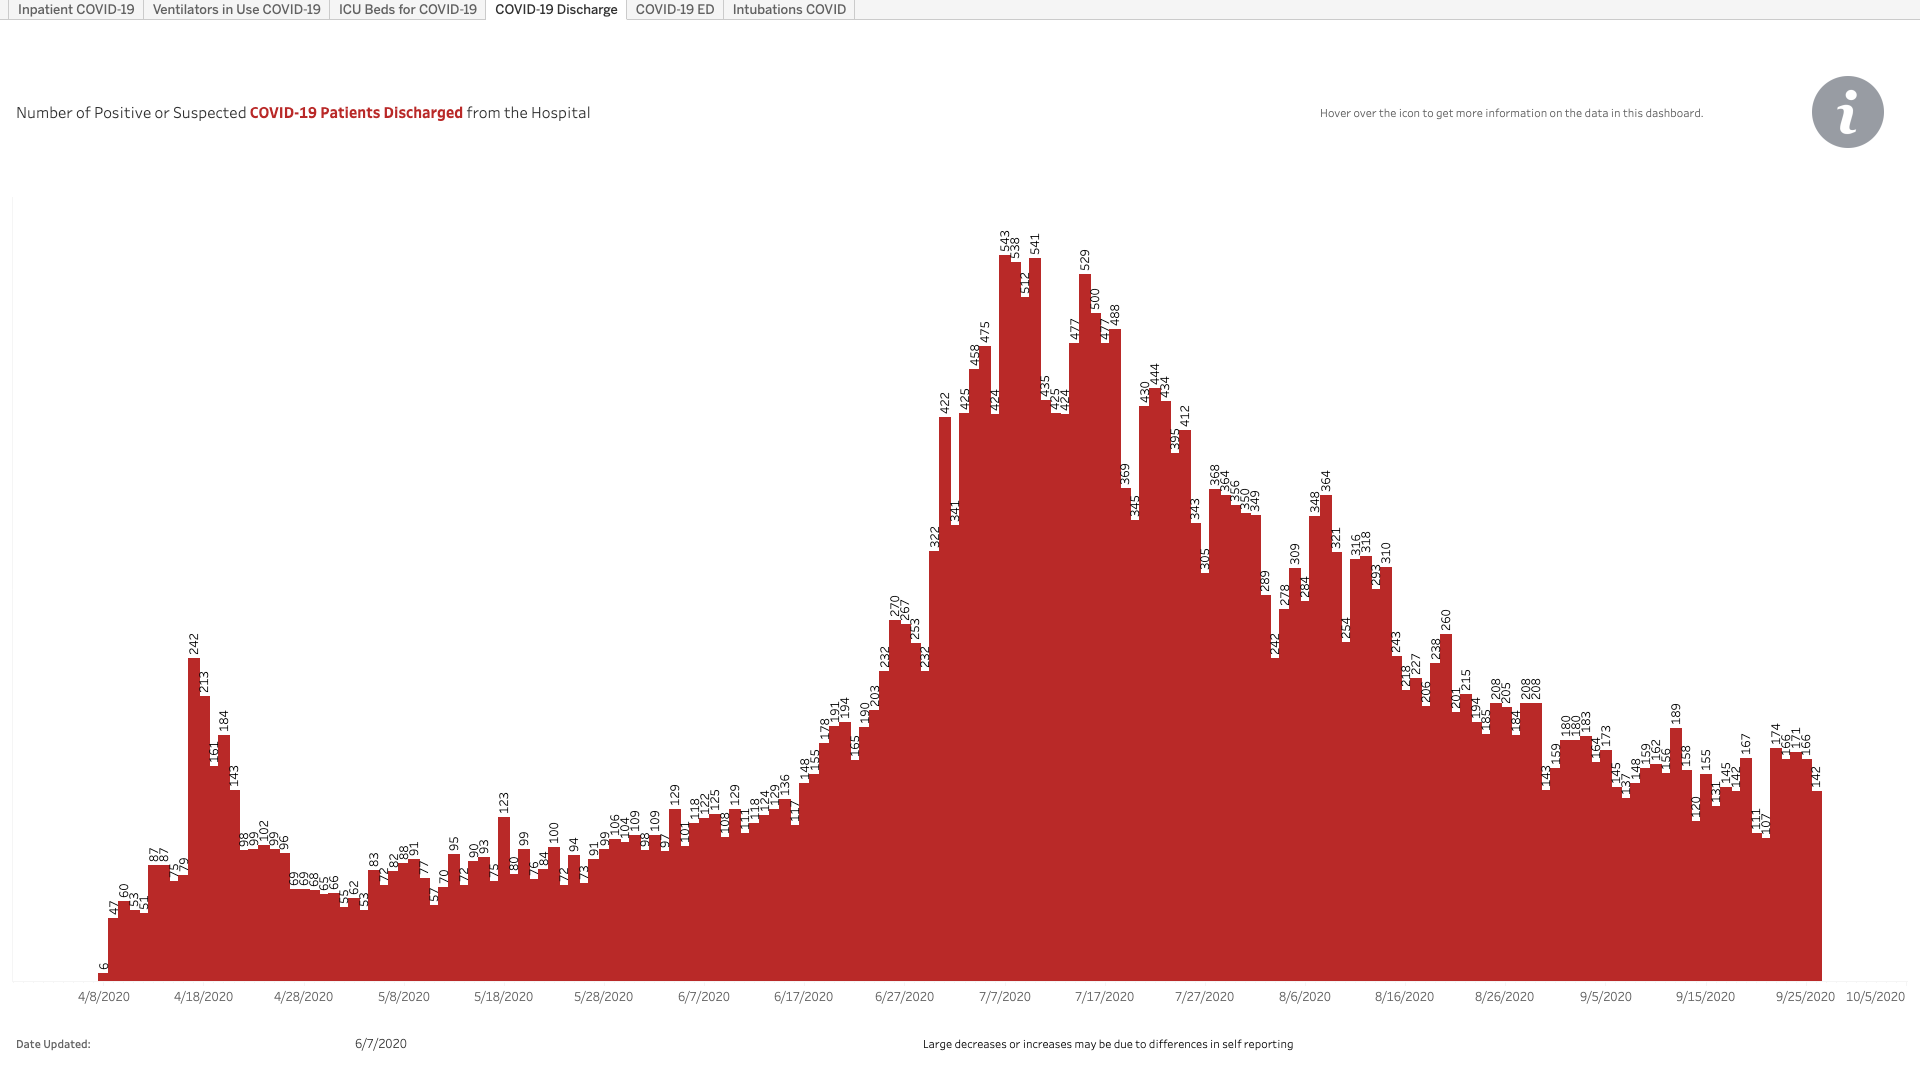 Inpatient COVID-19 Ventilators in Use COVID-19 ICU Beds for COVID-19 COVID-19 Discharge COVID-19 ED Intubations COVID
Number of Positive or Suspected COVID-19 Patients Discharged from the Hospital
Hover over the icon to get more information on the data in this dashboard.
i
6 47 60 53 51 87 87 75 79 242 213 161 184 143 98 99 102 99 96 69 69 68 65 66 55 62 53 83 72 82 88 91 77 57 70 95 72 90 93 75 123 80 99 76 84 100 72 94 73 91 99 106 104 109 98 109 97 129 101 118 122 125 108 129 111 118 124 129 136 117 148 155 178 191 194 165 190 203 232 270 267 253 232 322 422 341 425 458 475 424 543 538 512 541 435 425 424 477 529 500 477 488 369 345 430 444 434 395 412 343 305 368 364 356 350 349 289 242 278 309 284 348 364 321 254 316 318 293 310 243 218 227 206 238 260 201 215 194 185 208 205 184 208 208 143 159 180 180 183 164 173 145 137 148 159 162 156 189 158 120 155 131 145 142 167 111 107 174 166 171 166 142
4/8/2020 4/18/2020 4/28/2020 5/8/2020 5/18/2020 5/28/2020 6/7/2020 6/17/2020 6/27/2020 7/7/2020 7/17/2020 7/27/2020 8/6/2020 8/16/2020 8/26/2020 9/5/2020 9/15/2020 9/25/2020 10/5/2020
Date Updated: 6/7/2020 Large decreases or increases may be due to differences in self reporting